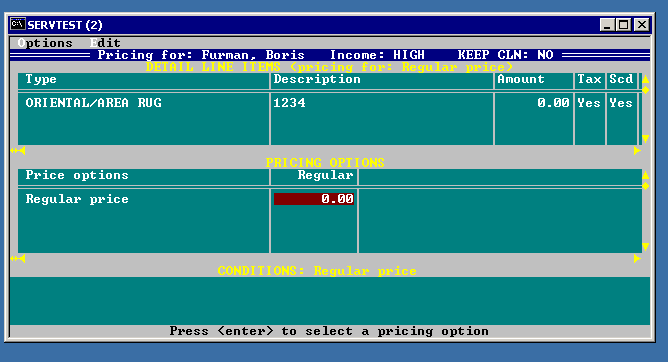 SERVTEST (2)
Options Edit
Pricing for: Furman, Boris Income: HIGH KEEP CLN: NO
DETAIL LINE ITEMS (pricing for: Regular price)
Type Description Amount Tax Scd
ORIENTAL/AREA RUG 1234 0.00 Yes Yes
PRICING OPTIONS
Price options Regular
Regular price 0.00
CONDITIONS: Regular price
Press <enter> to select a pricing option